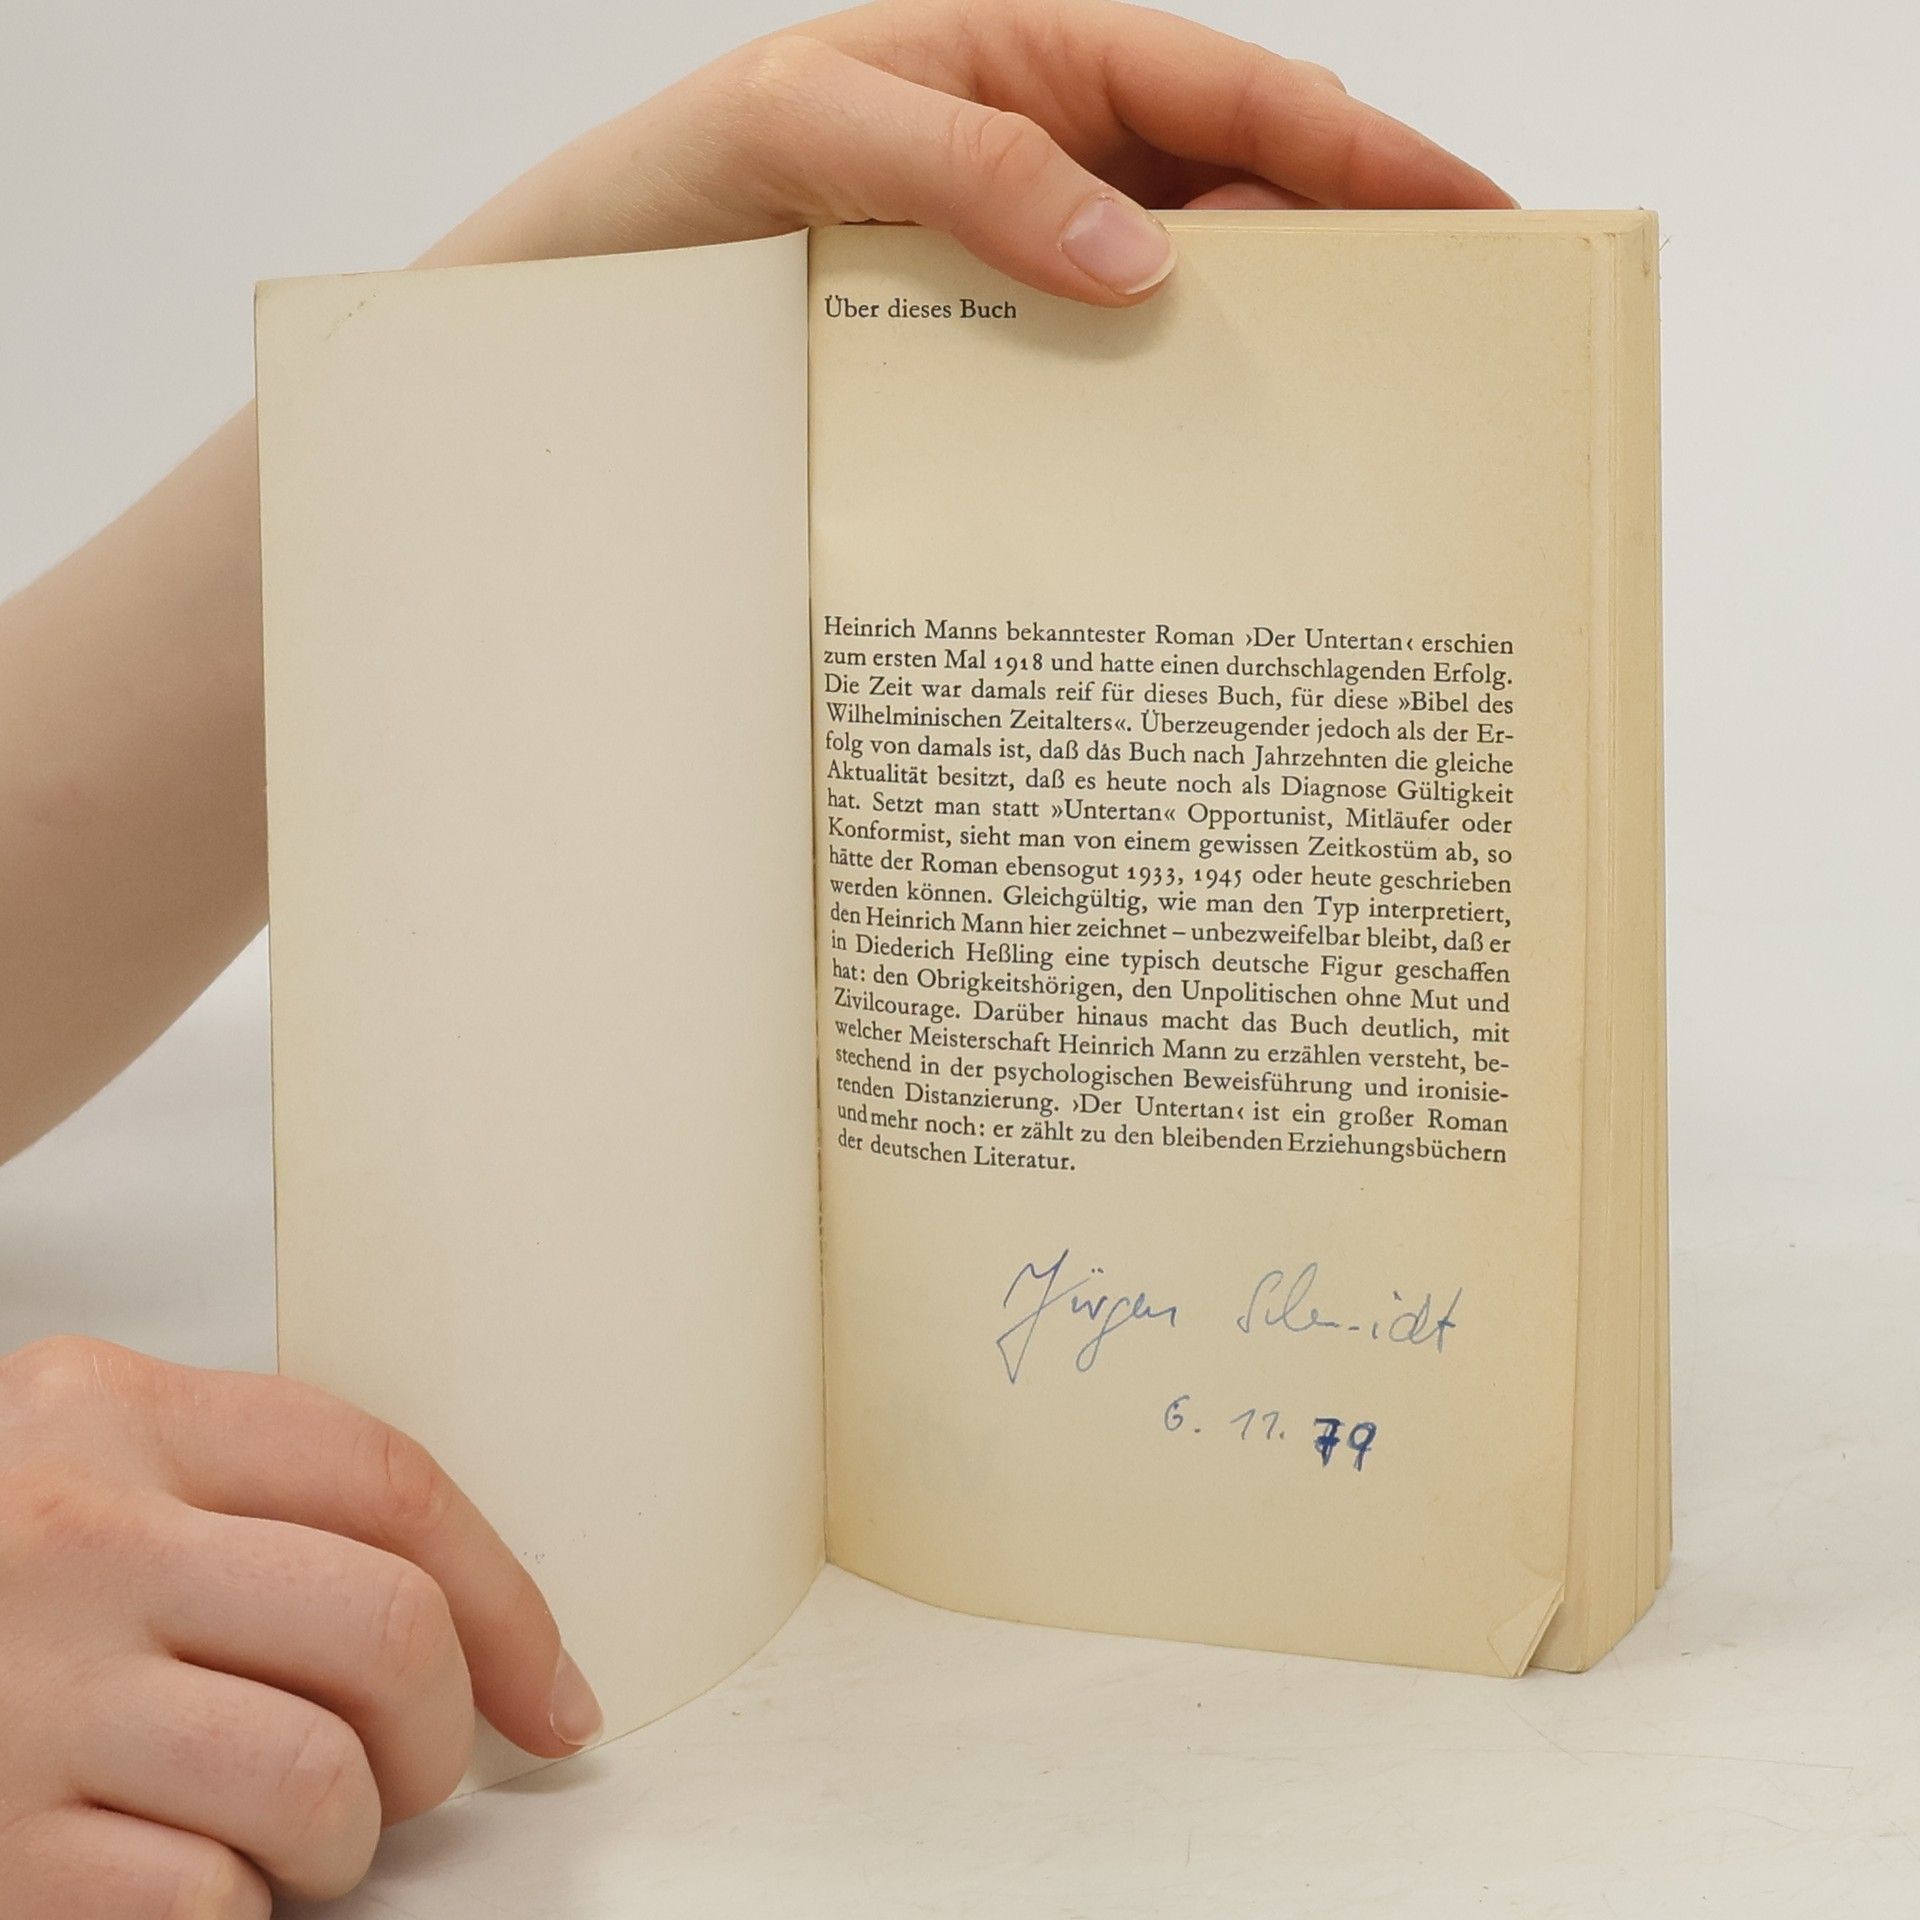 Über dieses Buch
Heinrich Manns bekanntester Roman ›Der Untertan‹ erschien
zum ersten Mal 1918 und hatte einen durchschlagenden Erfolg.
Die Zeit war damals reif für dieses Buch, für diese »Bibel des
Wilhelminischen Zeitalters«. Überzeugender jedoch als der Er-
folg von damals ist, daß das Buch nach Jahrzehnten die gleiche
Aktualität besitzt, daß es heute noch als Diagnose Gültigkeit
hat. Setzt man statt »Untertan« Opportunist, Mitläufer oder
Konformist, sieht man von einem gewissen Zeitkostüm ab, so
hätte der Roman ebensogut 1933, 1945 oder heute geschrieben
werden können. Gleichgültig, wie man den Typ interpretiert,
den Heinrich Mann hier zeichnet – unbezweifelbar bleibt, daß er
in Diederich Heßling eine typisch deutsche Figur geschaffen
hat: den Obrigkeitshörigen, den Unpolitischen ohne Mut und
Zivilcourage. Darüber hinaus macht das Buch deutlich, mit
welcher Meisterschaft Heinrich Mann zu erzählen versteht, be-
stechend in der psychologischen Beweisführung und ironisie-
renden Distanzierung. ›Der Untertan‹ ist ein großer Roman
und mehr noch: er zählt zu den bleibenden Erziehungsbüchern
der deutschen Literatur.
Jürgen Schmidt
6. 11. 79